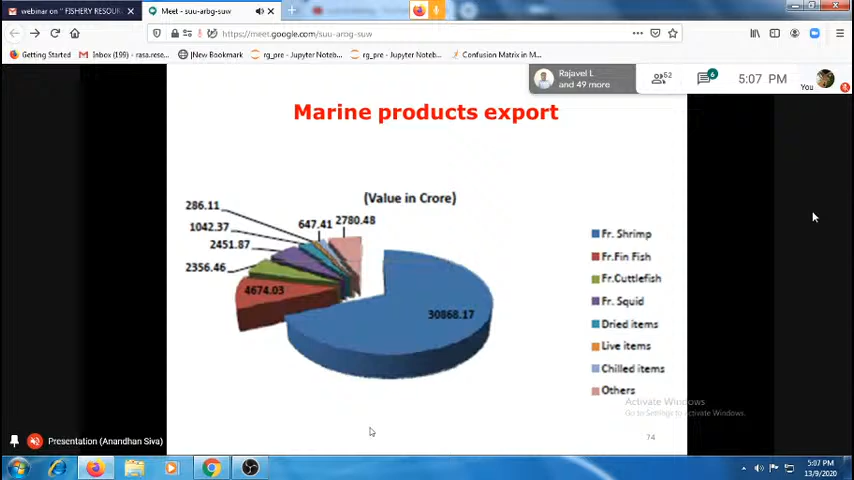 webinar on " FISHERY RESOUR
Meet - suu-arbg-suw
https://meet.google.com/suu-arbg-suw
Getting Started
Inbox (199) - rasa.rese...
|New Bookmark
rg_pre - Jupyter Noteb...
rg_pre - Jupyter Noteb...
Confusion Matrix in M...
Rajavel L
and 49 more
52
6
5:07 PM
You
Marine products export
(Value in Crore)
286.11
1042.37
2451.87
2356.46
4674.03
647.41
2780.48
30868.17
Fr. Shrimp
Fr.Fin Fish
Fr.Cuttlefish
Fr. Squid
Dried items
Live items
Chilled items
Others
Activate Windows
Go to Settings to activate Windows.
74
Presentation (Anandhan Siva)
5:07 PM
13/9/2020